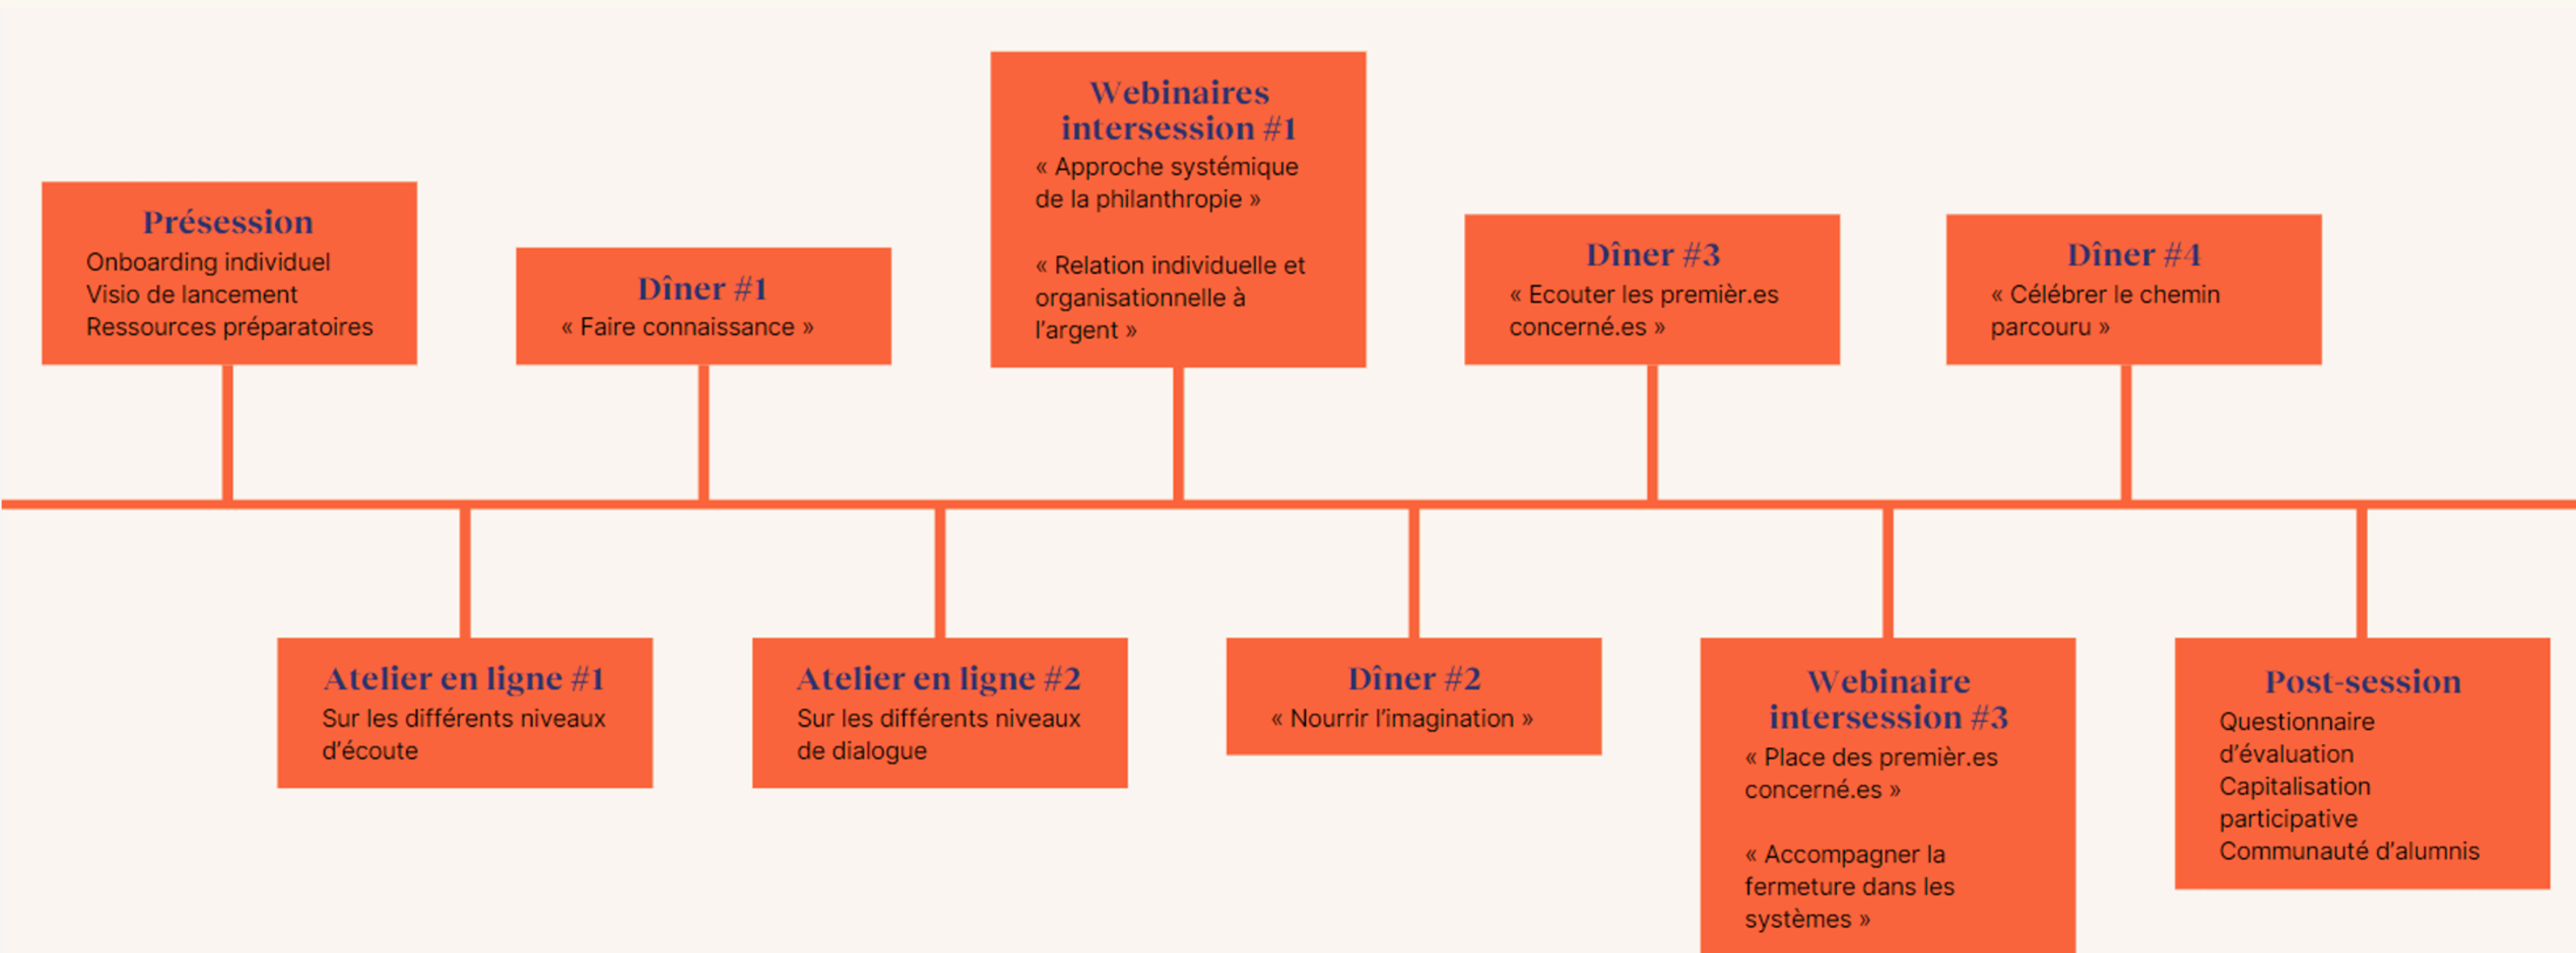 Présession
Onboarding individuel
Visio de lancement
Ressources préparatoires
Atelier en ligne #1
Sur les différents niveaux
d'écoute
Dîner #1
« Faire connaissance »
Atelier en ligne #2
Sur les différents niveaux
de dialogue
Webinaires
intersession #1
« Approche systémique
de la philanthropie »
« Relation individuelle et
organisationnelle à
l'argent »
Dîner #2
« Nourrir l'imagination »
Dîner #3
« Ecouter les premièr.es
concerné.es »
Webinaire
intersession #3
« Place des premièr.es
concerné.es »
« Accompagner la
fermeture dans les
systèmes »
Dîner #4
« Célébrer le chemin
parcouru »
Post-session
Questionnaire
d'évaluation
Capitalisation
participative
Communauté d'alumnis